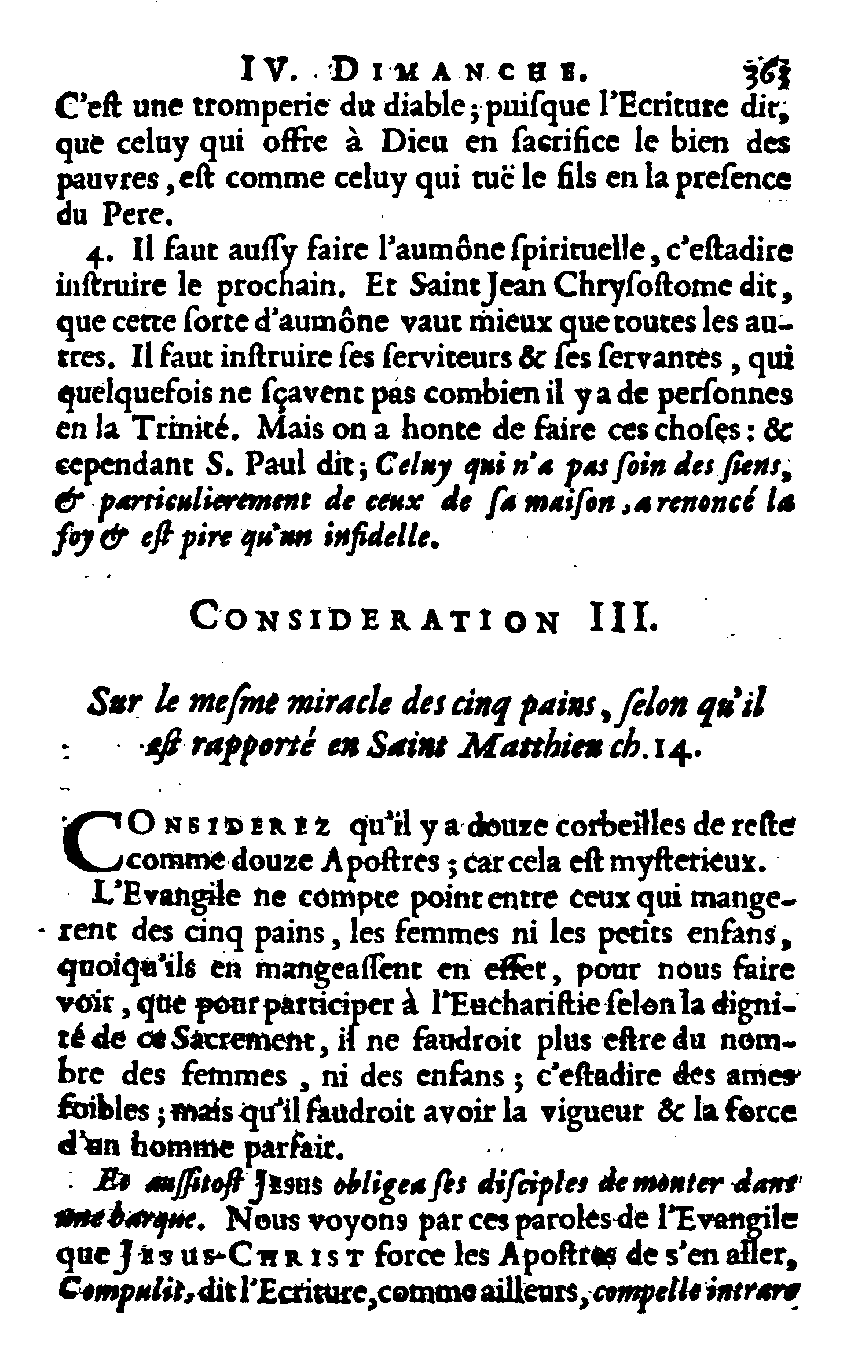 IV. DIMANCHE. 363
C'eſt une tromperie du diable; puiſque l'Ecriture dit,
que celuy qui offre à Dieu en ſacrifice le bien des
pauvres, eſt comme celuy qui tuë le fils en la preſence
du Pere.
4. Il faut auſſy faire l'aumône ſpirituelle, c'eſtadire
inſtruire le prochain. Et Saint Jean Chryſoſtome dit,
que cette ſorte d'aumône vaut mieux que toutes les au-
tres. Il faut inſtruire ſes ſerviteurs & ſes ſervantes, qui
quelquefois ne ſçavent pas combien il y a de perſonnes
en la Trinité. Mais on a honte de faire ces choſes: &
cependant S. Paul dit; Celuy qui n'a pas ſoin des ſiens,
& particulierement de ceux de ſa maiſon, a renoncé la
foy & eſt pire qu'un infidelle.
CONSIDERATION III.
Sur le meſme miracle des cinq pains, ſelon qu'il
eſt rapporté en Saint Matthieu ch. 14.
CONSIDEREZ qu'il y a douze corbeilles de reſte
comme douze Apoſtres; car cela eſt myſterieux.
L'Evangile ne compte point entre ceux qui mange-
rent des cinq pains, les femmes ni les petits enfans,
quoiqu'ils en mangeaſſent en effet, pour nous faire
voir, que pour participer à l'Euchariſtie ſelon la digni-
té de ce Sacrement, il ne faudroit plus eſtre du nom-
bre des femmes, ni des enfans; c'eſtadire des ames
foibles; mais qu'il faudroit avoir la vigueur & la force
d'un homme parfait.
Et auſſitoſt JESUS obligea ſes diſciples de monter dans
une barque. Nous voyons par ces paroles de l'Evangile
que JESUS-CHRIST force les Apoſtres de s'en aller,
Compulit, dit l'Ecriture, comme ailleurs, compelle intrare